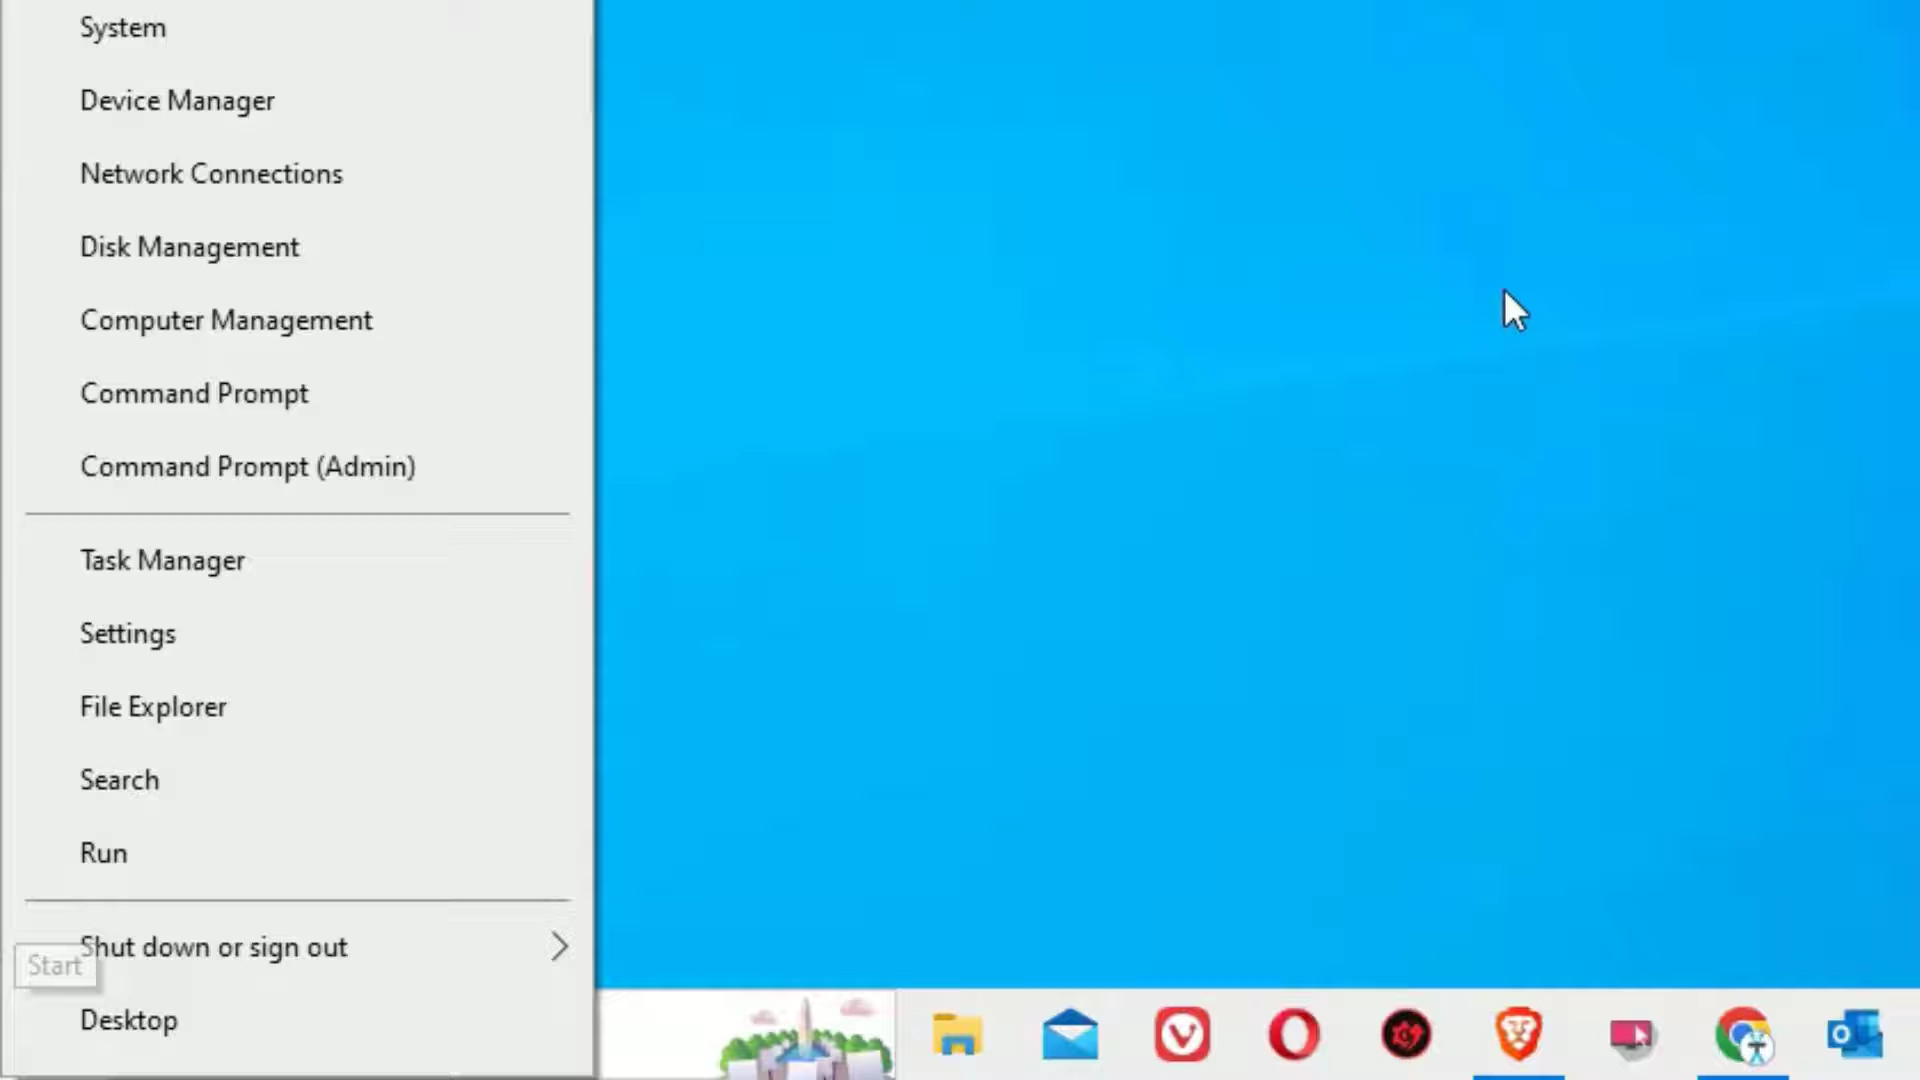 System
Device Manager
Network Connections
Disk Management
Computer Management
Command Prompt
Command Prompt (Admin)
Task Manager
Settings
File Explorer
Search
Run
Shut down or sign out
Start
Desktop